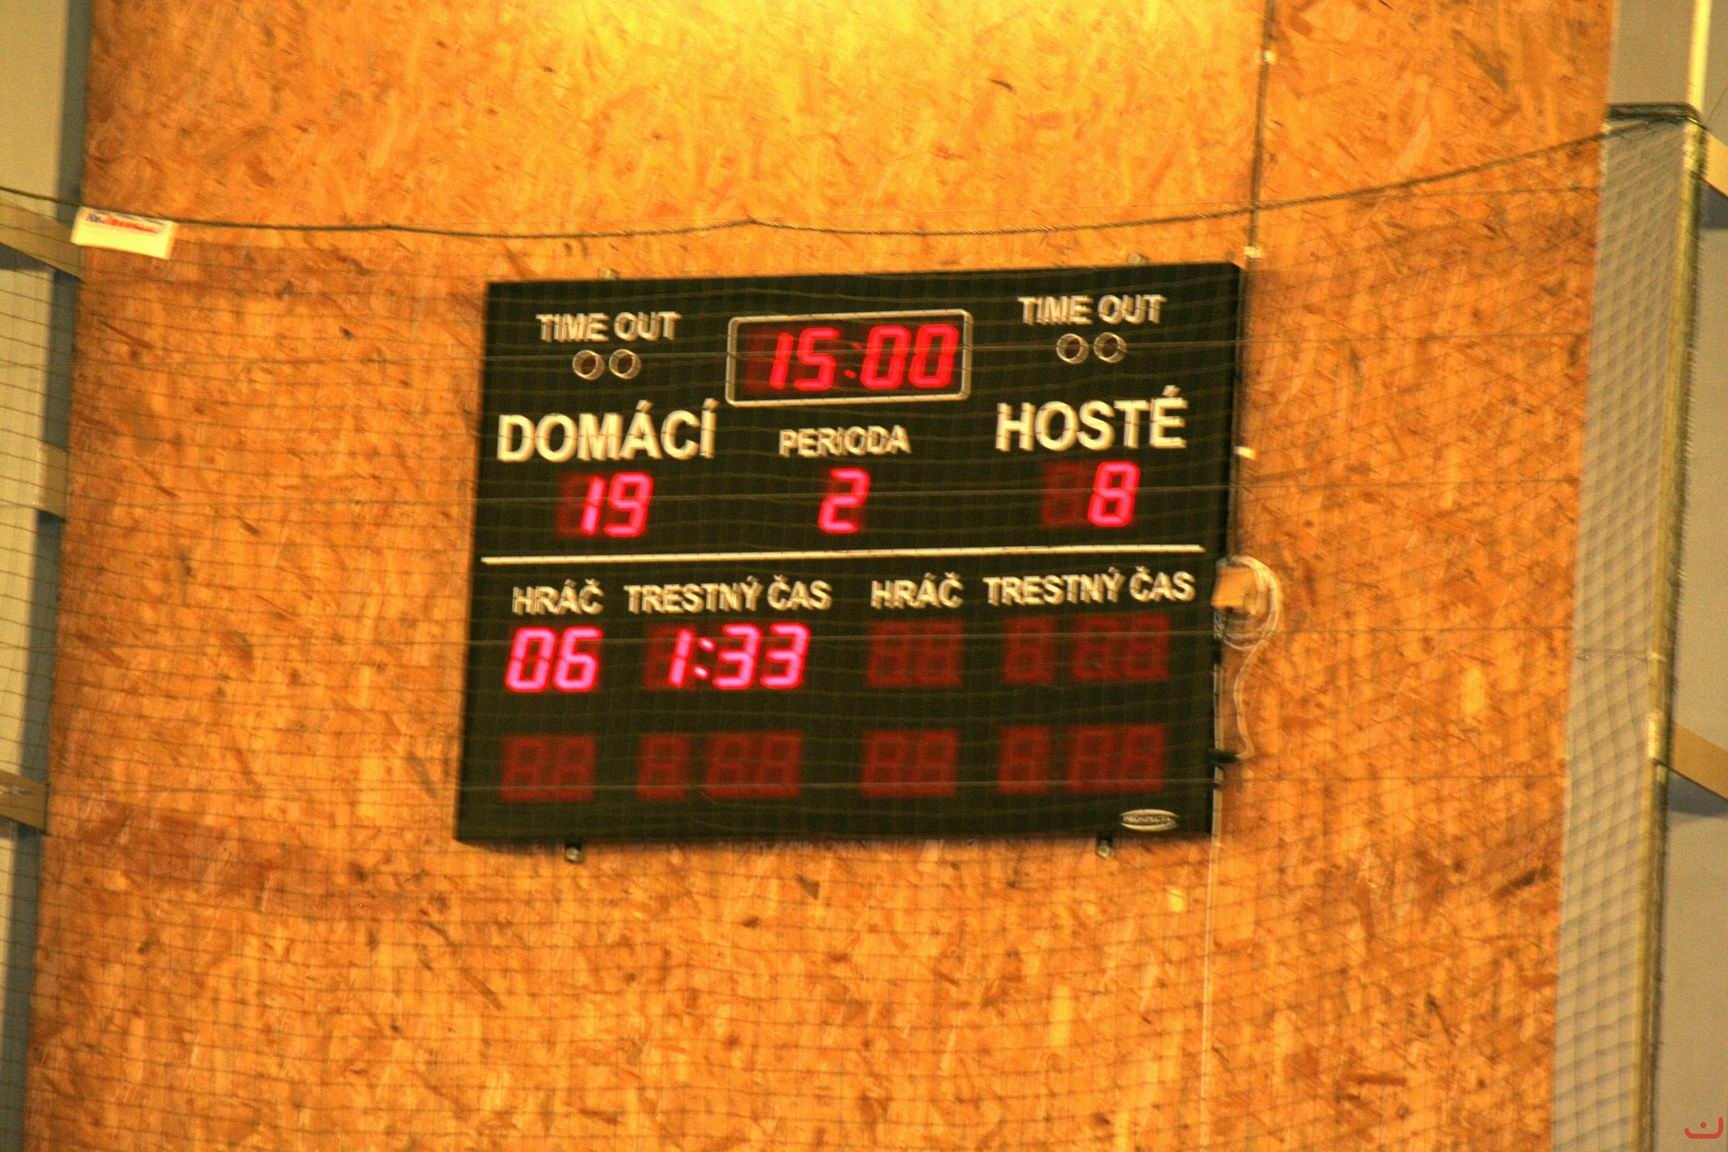 TIME OUT 15:00 TIME OUT
DOMÁCÍ PERIODA HOSTÉ
19 2 8
HRÁČ TRESTNÝ ČAS HRÁČ TRESTNÝ ČAS
06 1:33